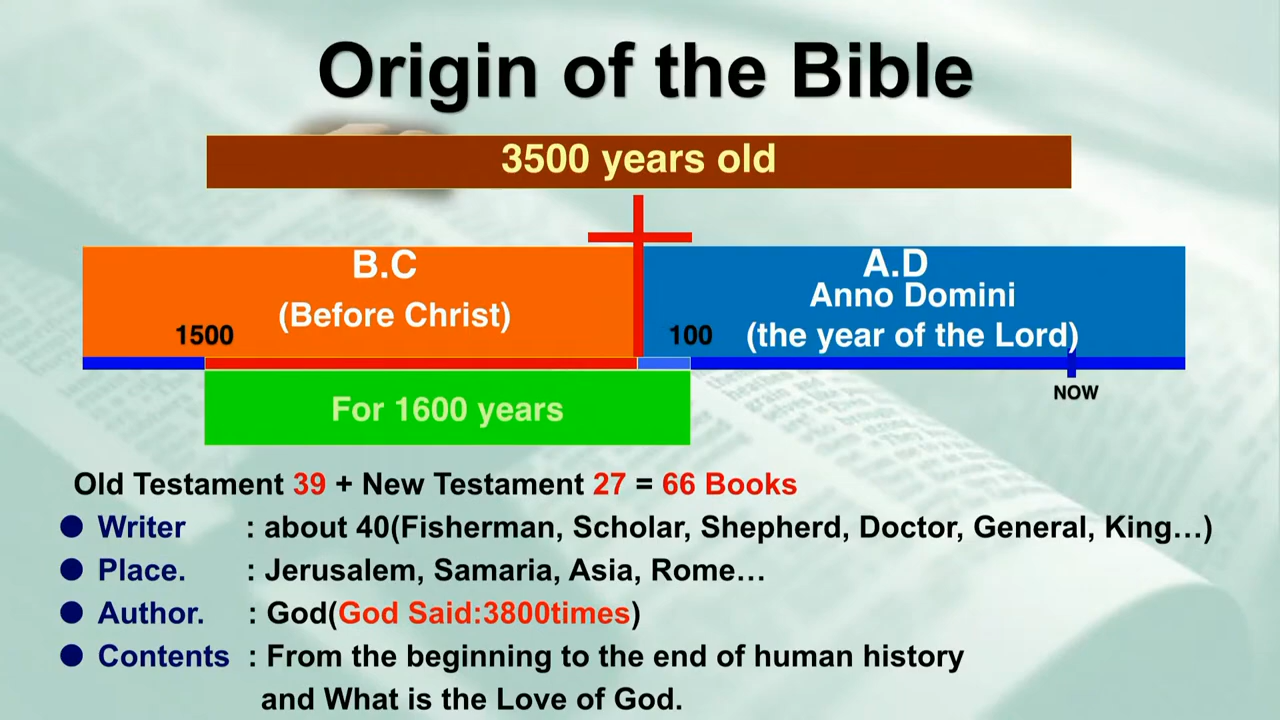 Origin of the Bible
3500 years old
B.C
(Before Christ)
1500
A.D
Anno Domini
(the year of the Lord)
100
NOW
For 1600 years
Old Testament 39 + New Testament 27 = 66 Books
● Writer : about 40(Fisherman, Scholar, Shepherd, Doctor, General, King…)
● Place. : Jerusalem, Samaria, Asia, Rome…
● Author. : God(God Said:3800times)
● Contents : From the beginning to the end of human history
and What is the Love of God.